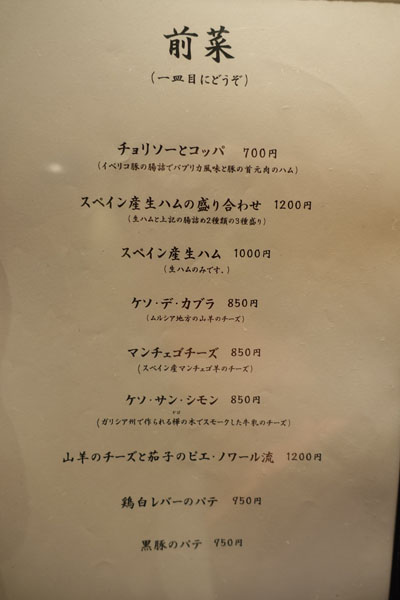 前菜
(一皿目にどうぞ)
チョリソーとコッパ 700円
(イベリコ豚の腸詰でパプリカ風味と豚の首元肉のハム)
スペイン産生ハムの盛り合わせ 1200円
(生ハムと上記の腸詰め2種類の3種盛り)
スペイン産生ハム 1000円
(生ハムのみです。)
ケソ・デ・カブラ 850円
(ムルシア地方の山羊のチーズ)
マンチェゴチーズ 850円
(スペイン産マンチェゴ羊のチーズ)
ケソ・サン・シモン 850円
(ガリシア州で作られる樺の木でスモークした牛乳のチーズ)
山羊のチーズと茄子のピエ・ノワール流 1200円
鶏白レバーのパテ 950円
黒豚のパテ 950円